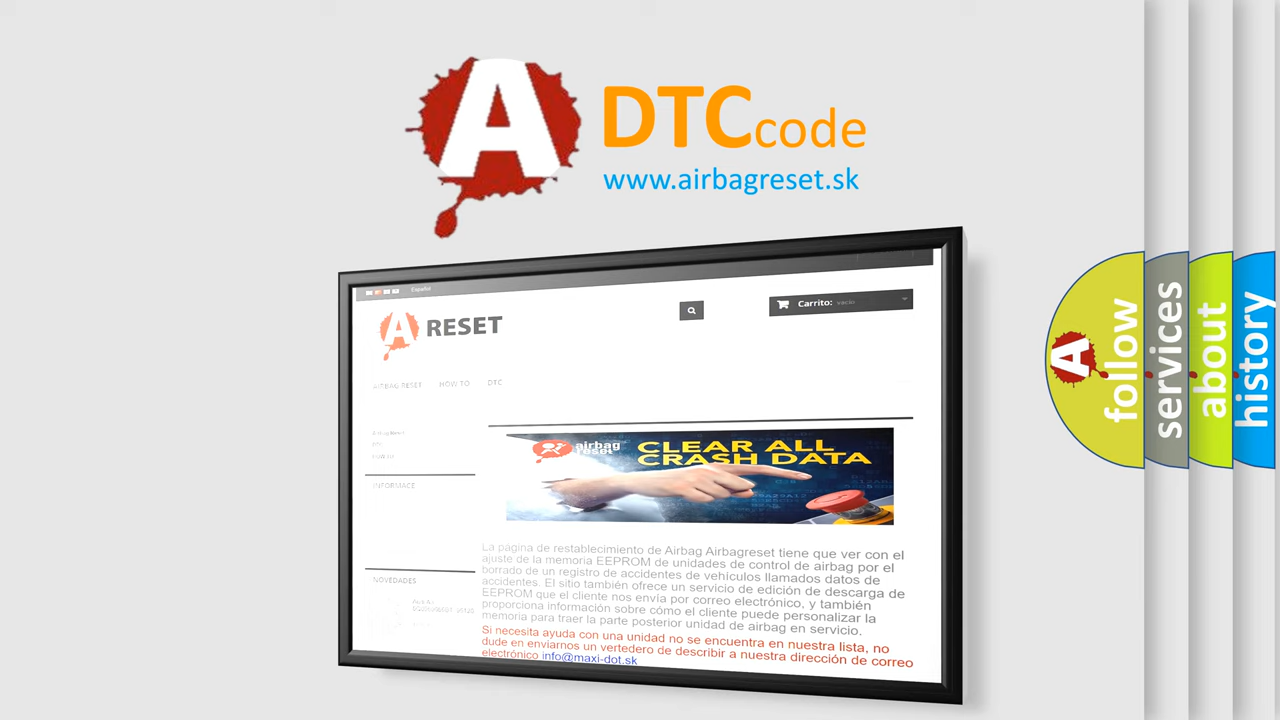 A
DTC code
www.airbagreset.sk
Español
A RESET
Carrito: vacío
AIRBAG RESET HOW TO DTC
INFORMACE
NOVEDADES
airbag
reset
CLEAR ALL
CRASH DATA
La página de restablecimiento de Airbag Airbagreset tiene que ver con el
ajuste de la memoria EEPROM de unidades de control de airbag por el
borrado de un registro de accidentes de vehículos llamados datos de
accidentes. El sitio también ofrece un servicio de edición de descarga de
EEPROM que el cliente nos envía por correo electrónico, y también
proporciona información sobre cómo el cliente puede personalizar la
memoria para traer la parte posterior unidad de airbag en servicio.
Si necesita ayuda con una unidad no se encuentra en nuestra lista, no
dude en enviarnos un vertedero de describir a nuestra dirección de correo
electrónico info@maxi-dot.sk
A
follow
services
about
history